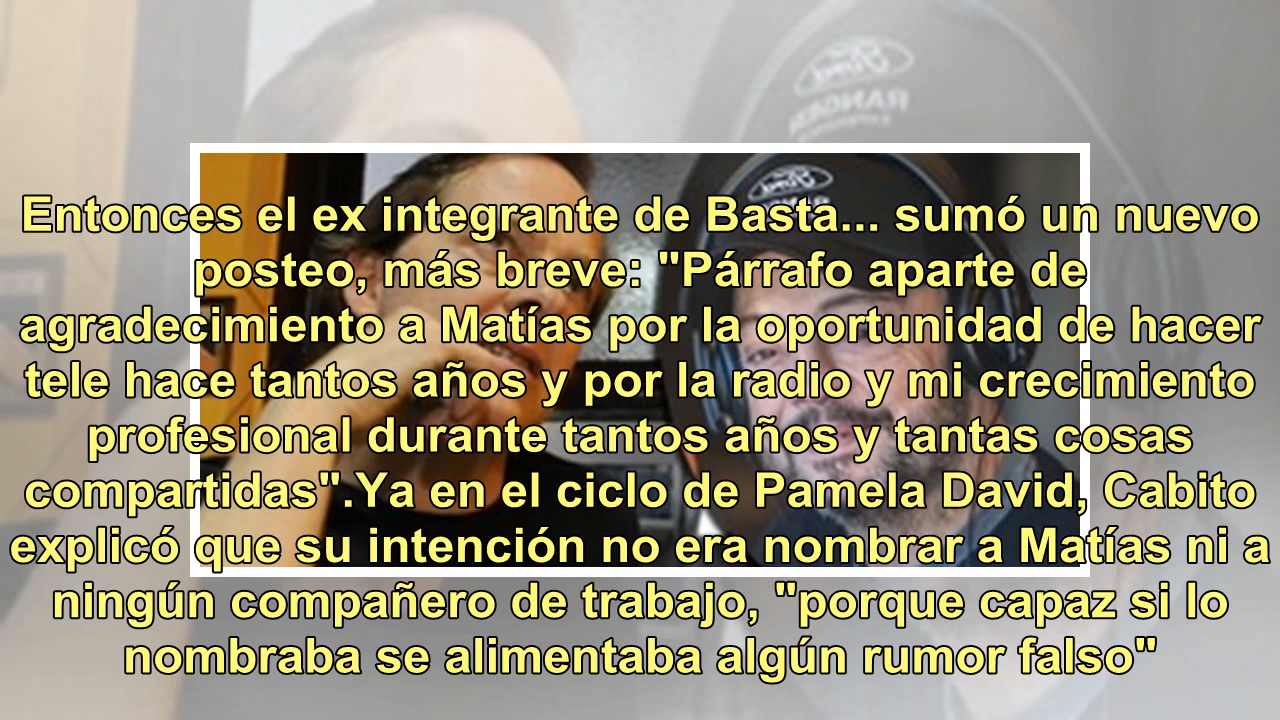 Ford
RANGER
Ford
Entonces el ex integrante de Basta... sumó un nuevo
posteo, más breve: "Párrafo aparte de
agradecimiento a Matías por la oportunidad de hacer
tele hace tantos años y por la radio y mi crecimiento
profesional durante tantos años y tantas cosas
compartidas".Ya en el ciclo de Pamela David, Cabito
explicó que su intención no era nombrar a Matías ni a
ningún compañero de trabajo, "porque capaz si lo
nombraba se alimentaba algún rumor falso"